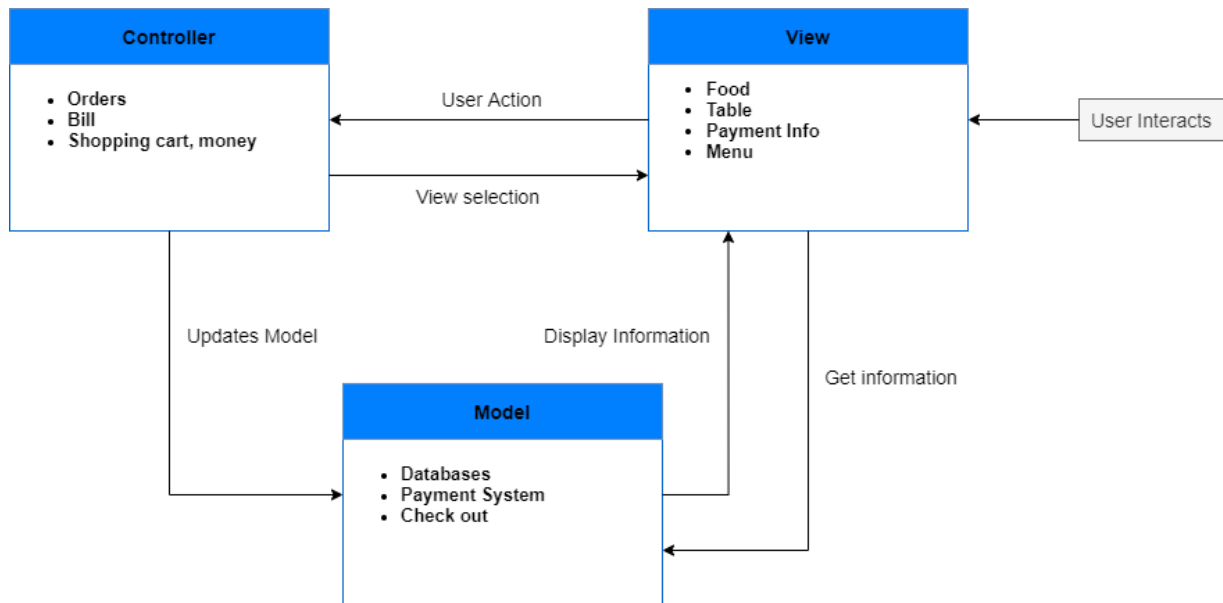 Controller
Orders
Bill
Shopping cart, money
User Action
View selection
View
Food
Table
Payment Info
Menu
User Interacts
Updates Model
Display Information
Get information
Model
Databases
Payment System
Check out